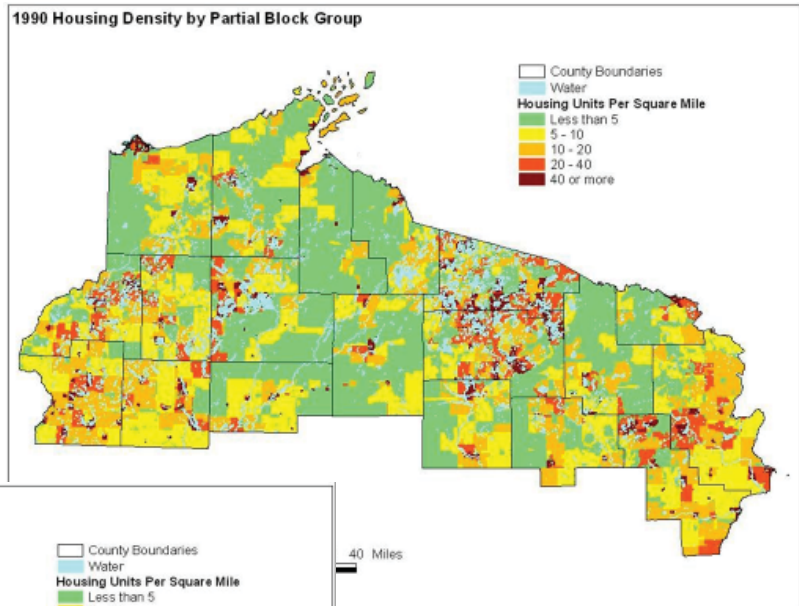 1990 Housing Density by Partial Block Group
County Boundaries
Water
Housing Units Per Square Mile
Less than 5
5 - 10
10 - 20
20 - 40
40 or more
40 Miles
County Boundaries
Water
Housing Units Per Square Mile
Less than 5